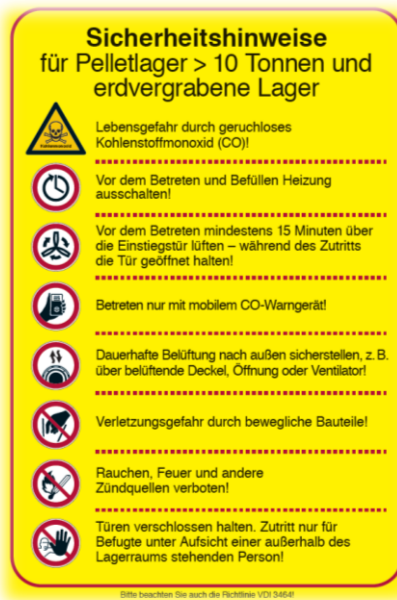 Sicherheitshinweise
für Pelletlager > 10 Tonnen und
erdvergrabene Lager
Lebensgefahr durch geruchloses
Kohlenstoffmonoxid (CO)!
Vor dem Betreten und Befüllen Heizung
ausschalten!
Vor dem Betreten mindestens 15 Minuten über
die Einstiegstür lüften – während des Zutritts
die Tür geöffnet halten!
Betreten nur mit mobilem CO-Warngerät!
Dauerhafte Belüftung nach außen sicherstellen, z. B.
über belüftende Deckel, Öffnung oder Ventilator!
Verletzungsgefahr durch bewegliche Bauteile!
Rauchen, Feuer und andere
Zündquellen verboten!
Türen verschlossen halten. Zutritt nur für
Befugte unter Aufsicht einer außerhalb des
Lagerraums stehenden Person!
Bitte beachten Sie auch die Richtlinie VDI 3464!